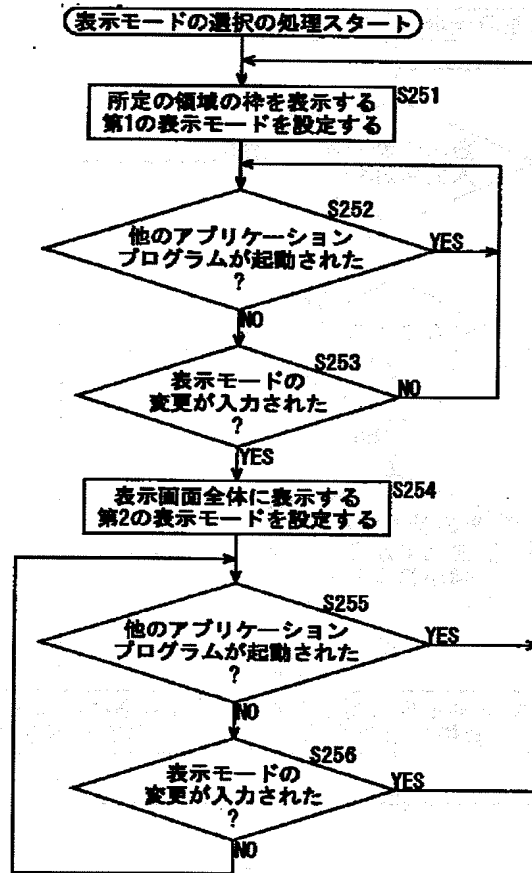 表示モードの選択の処理スタート
所定の領域の枠を表示する
第1の表示モードを設定する
S251
S252
他のアプリケーション
プログラムが起動された
?
YES
NO
S253
表示モードの
変更が入力された
?
NO
YES
表示画面全体に表示する
第2の表示モードを設定する
S254
S255
他のアプリケーション
プログラムが起動された
?
YES
NO
S256
表示モードの
変更が入力された
?
YES
NO